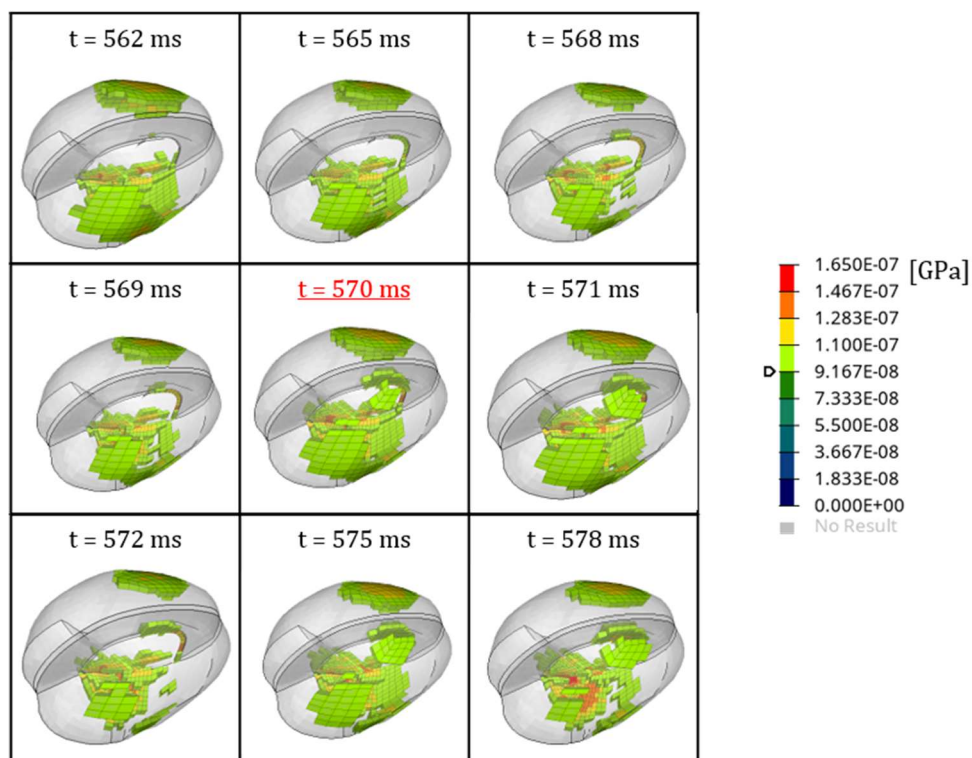 t = 562 ms
t = 565 ms
t = 568 ms
t = 569 ms
t = 570 ms
t = 571 ms
t = 572 ms
t = 575 ms
t = 578 ms
1.650E-07 [GPa]
1.467E-07
1.283E-07
1.100E-07
D 9.167E-08
7.333E-08
5.500E-08
3.667E-08
1.833E-08
0.000E+00
No Result